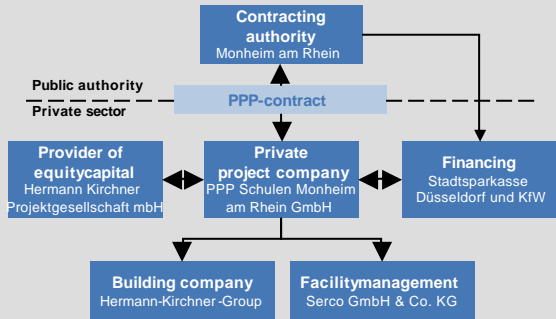 Contracting
authority
Monheim am Rhein
Public authority
PPP-contract
Private sector
Provider of
equitycapital
Hermann Kirchner
Projektgesellschaft mbH
Private
project company
PPP Schulen Monheim
am Rhein GmbH
Financing
Stadtsparkasse
Düsseldorf und KfW
Building company
Hermann-Kirchner-Group
Facilitymanagement
Serco GmbH & Co. KG